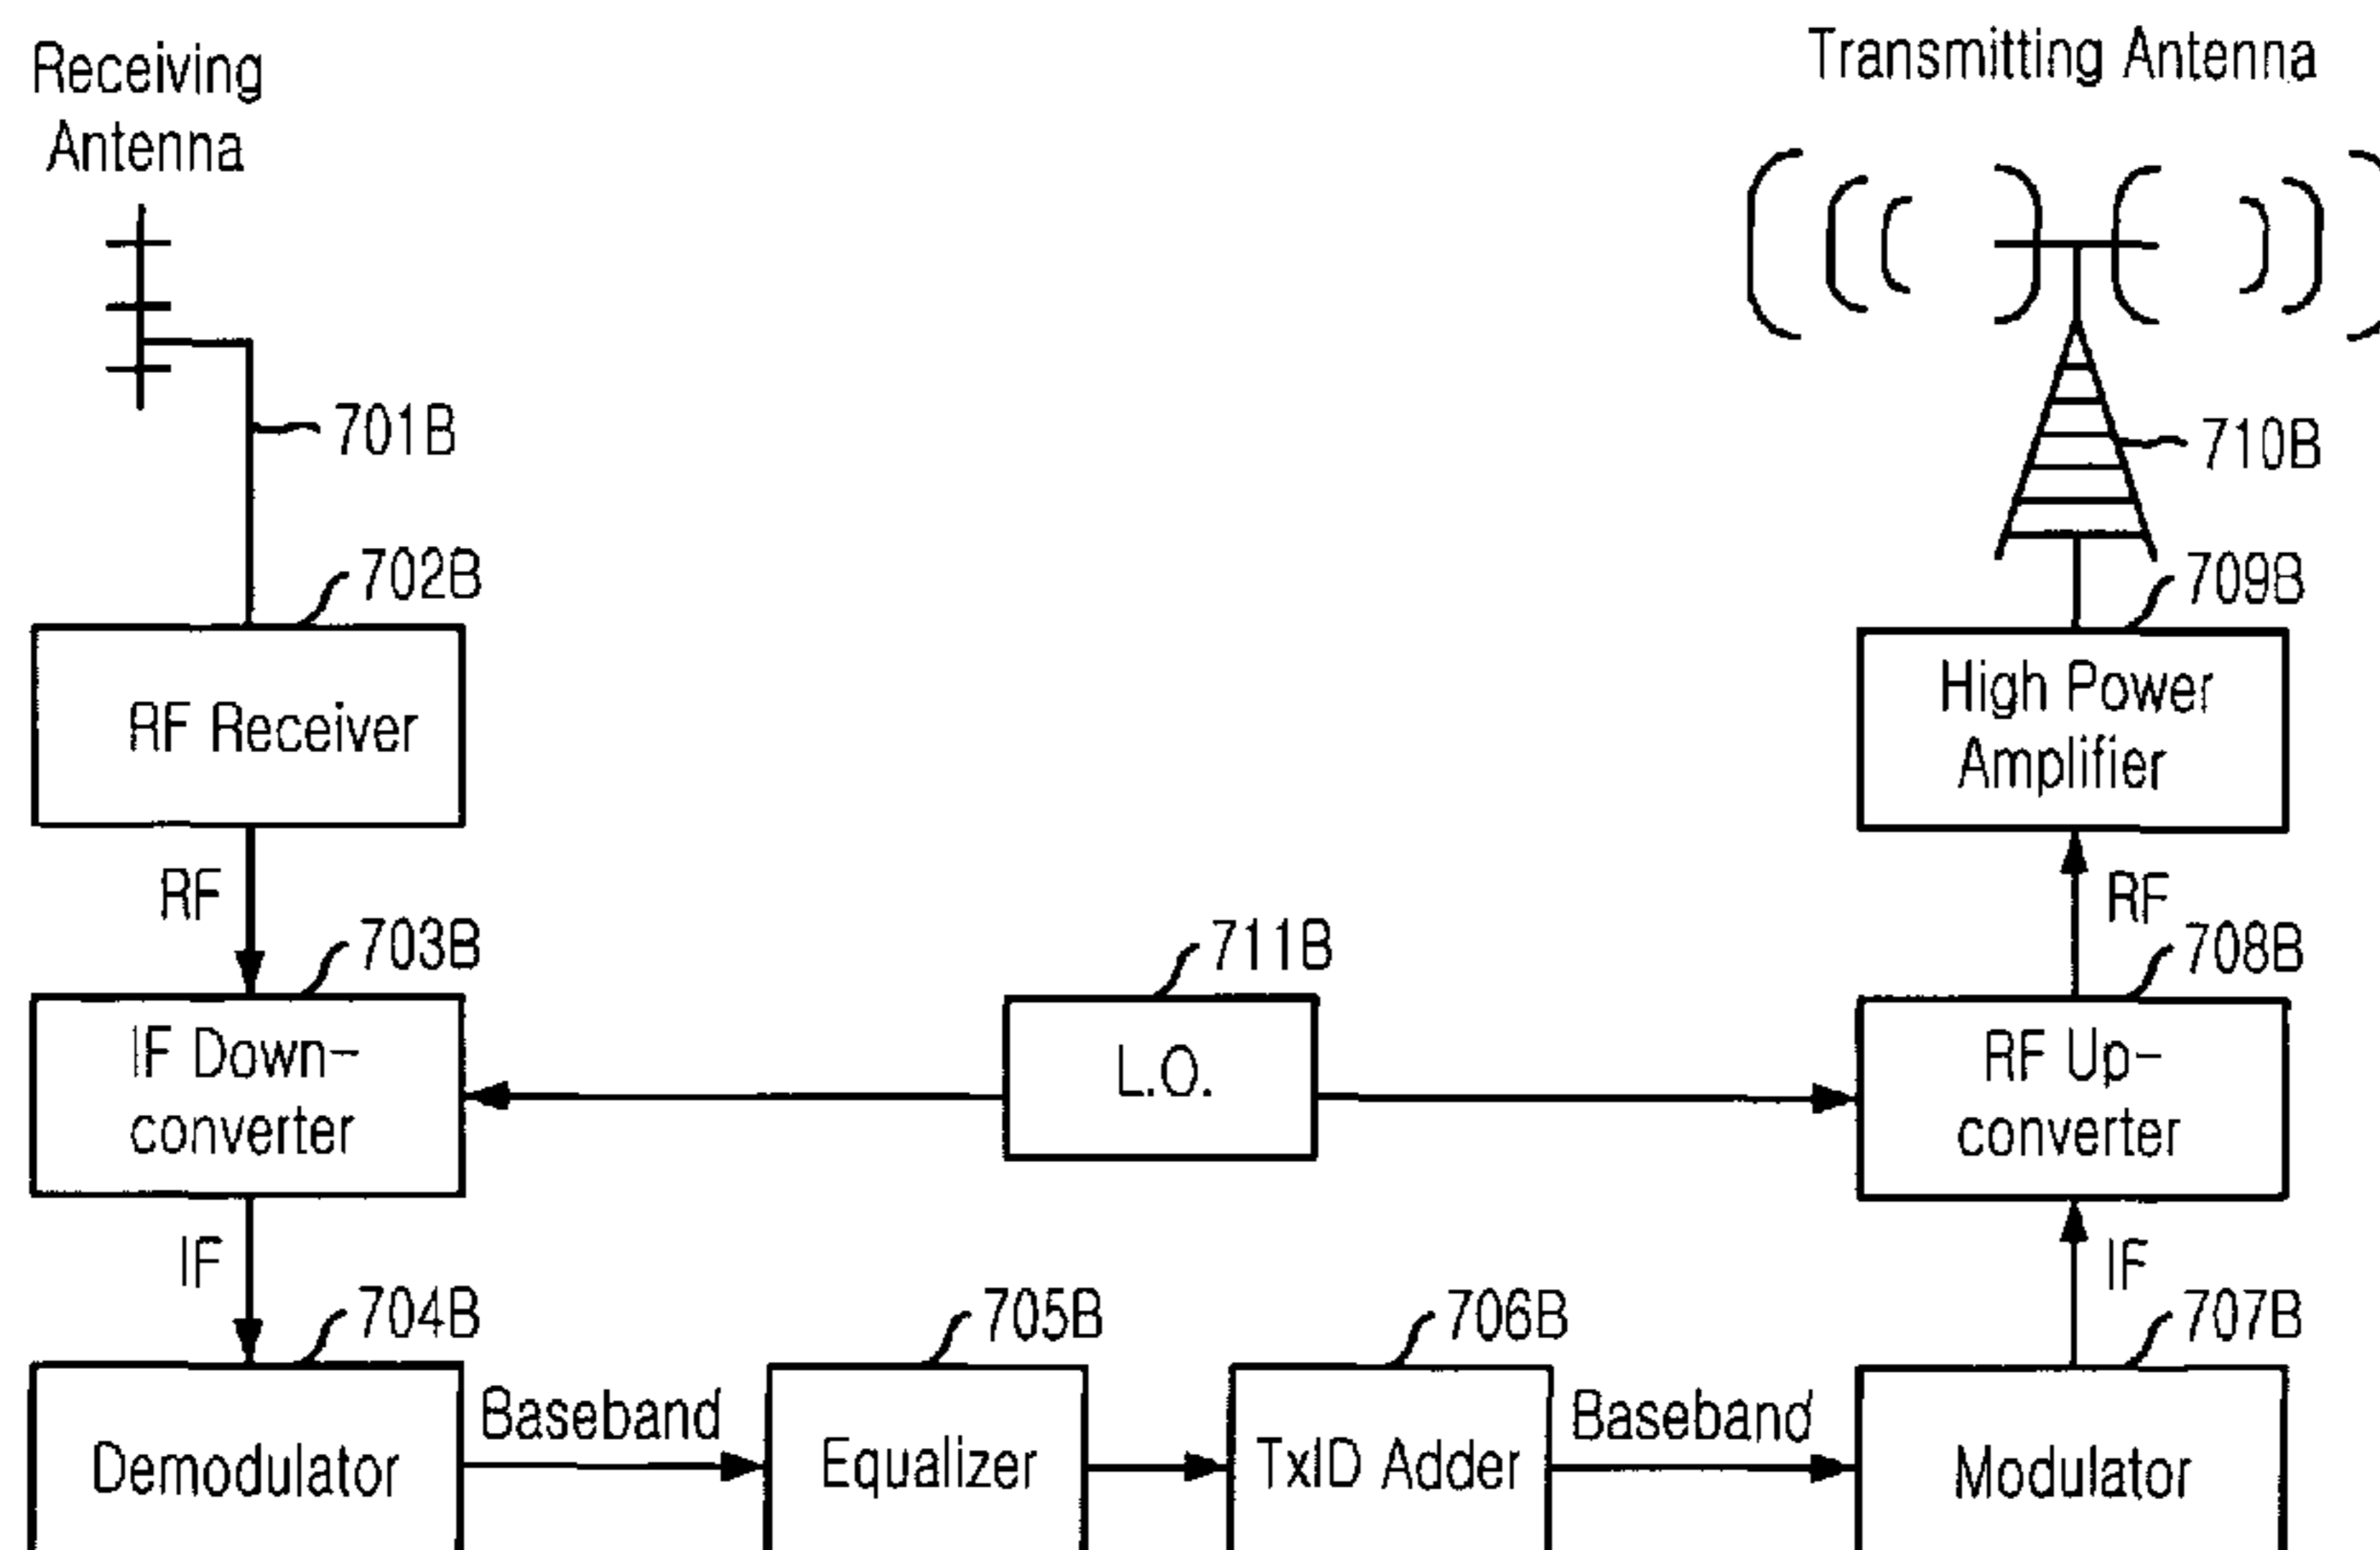 Receiving
Antenna
Transmitting Antenna
701B
710B
702B
709B
RF Receiver
High Power
Amplifier
RF
RF
703B
711B
708B
IF Down-
converter
L.O.
RF Up-
converter
IF
IF
704B
705B
706B
707B
Demodulator
Baseband
Equalizer
TxID Adder
Baseband
Modulator